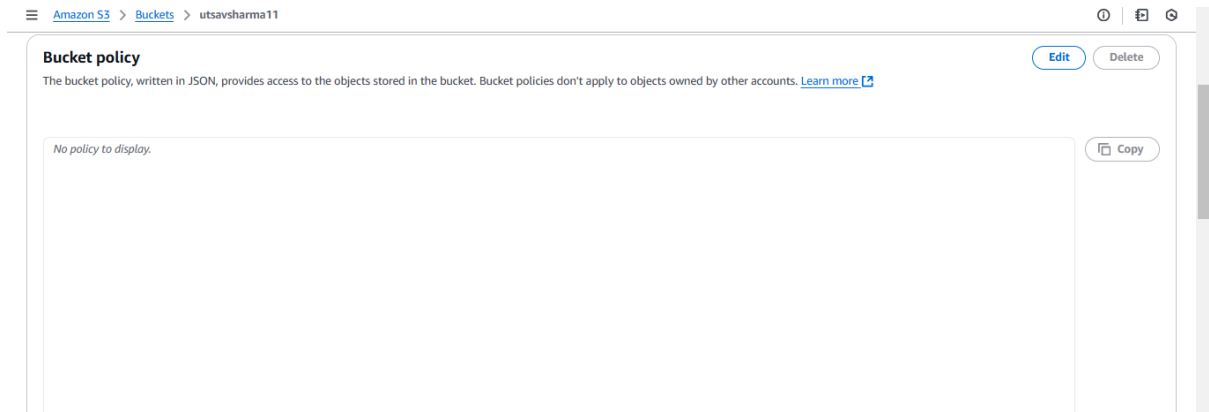 Amazon S3 > Buckets > utsavsharma11
Bucket policy
Edit
Delete
The bucket policy, written in JSON, provides access to the objects stored in the bucket. Bucket policies don't apply to objects owned by other accounts. Learn more
No policy to display.
Copy